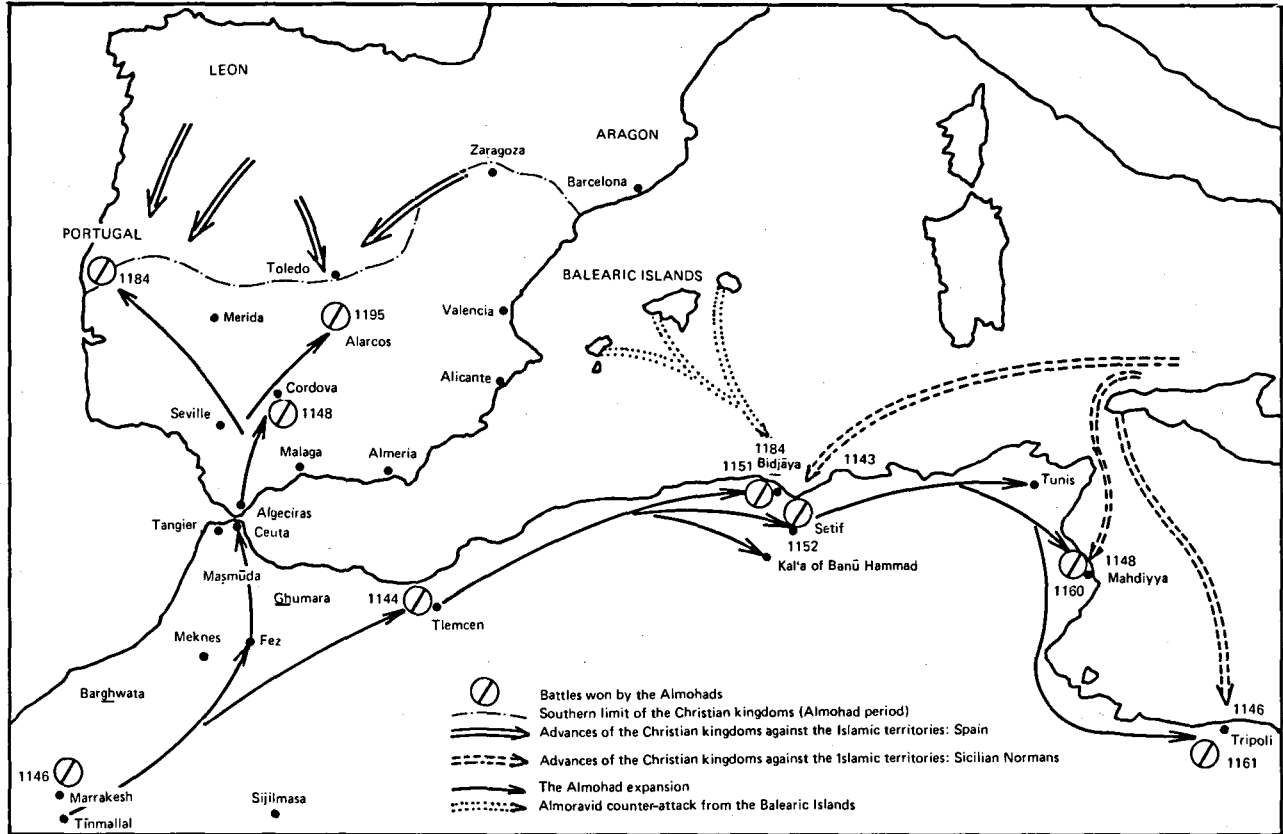 LEON
ARAGON
Zaragoza
Barcelona
PORTUGAL
1184
Toledo
BALEARIC ISLANDS
Merida
1195
Alarcos
Valencia
Alicante
Cordova
Seville
1148
Malaga
Almeria
1184
1151 Bidjāya
1143
Tunis
Algeciras
Tangier
Ceuta
Setif
1152
Kal'a of Banū Hammad
1148
Mahdiyya
1160
Maṣmūda
Ghumara
1144
Tlemcen
Meknes
Fez
Barghwata
1146
Tripoli
1161
1146
Marrakesh
Tīnmallal
Sijilmasa
Battles won by the Almohads
Southern limit of the Christian kingdoms (Almohad period)
Advances of the Christian kingdoms against the Islamic territories: Spain
Advances of the Christian kingdoms against the Islamic territories: Sicilian Normans
The Almohad expansion
Almoravid counter-attack from the Balearic Islands